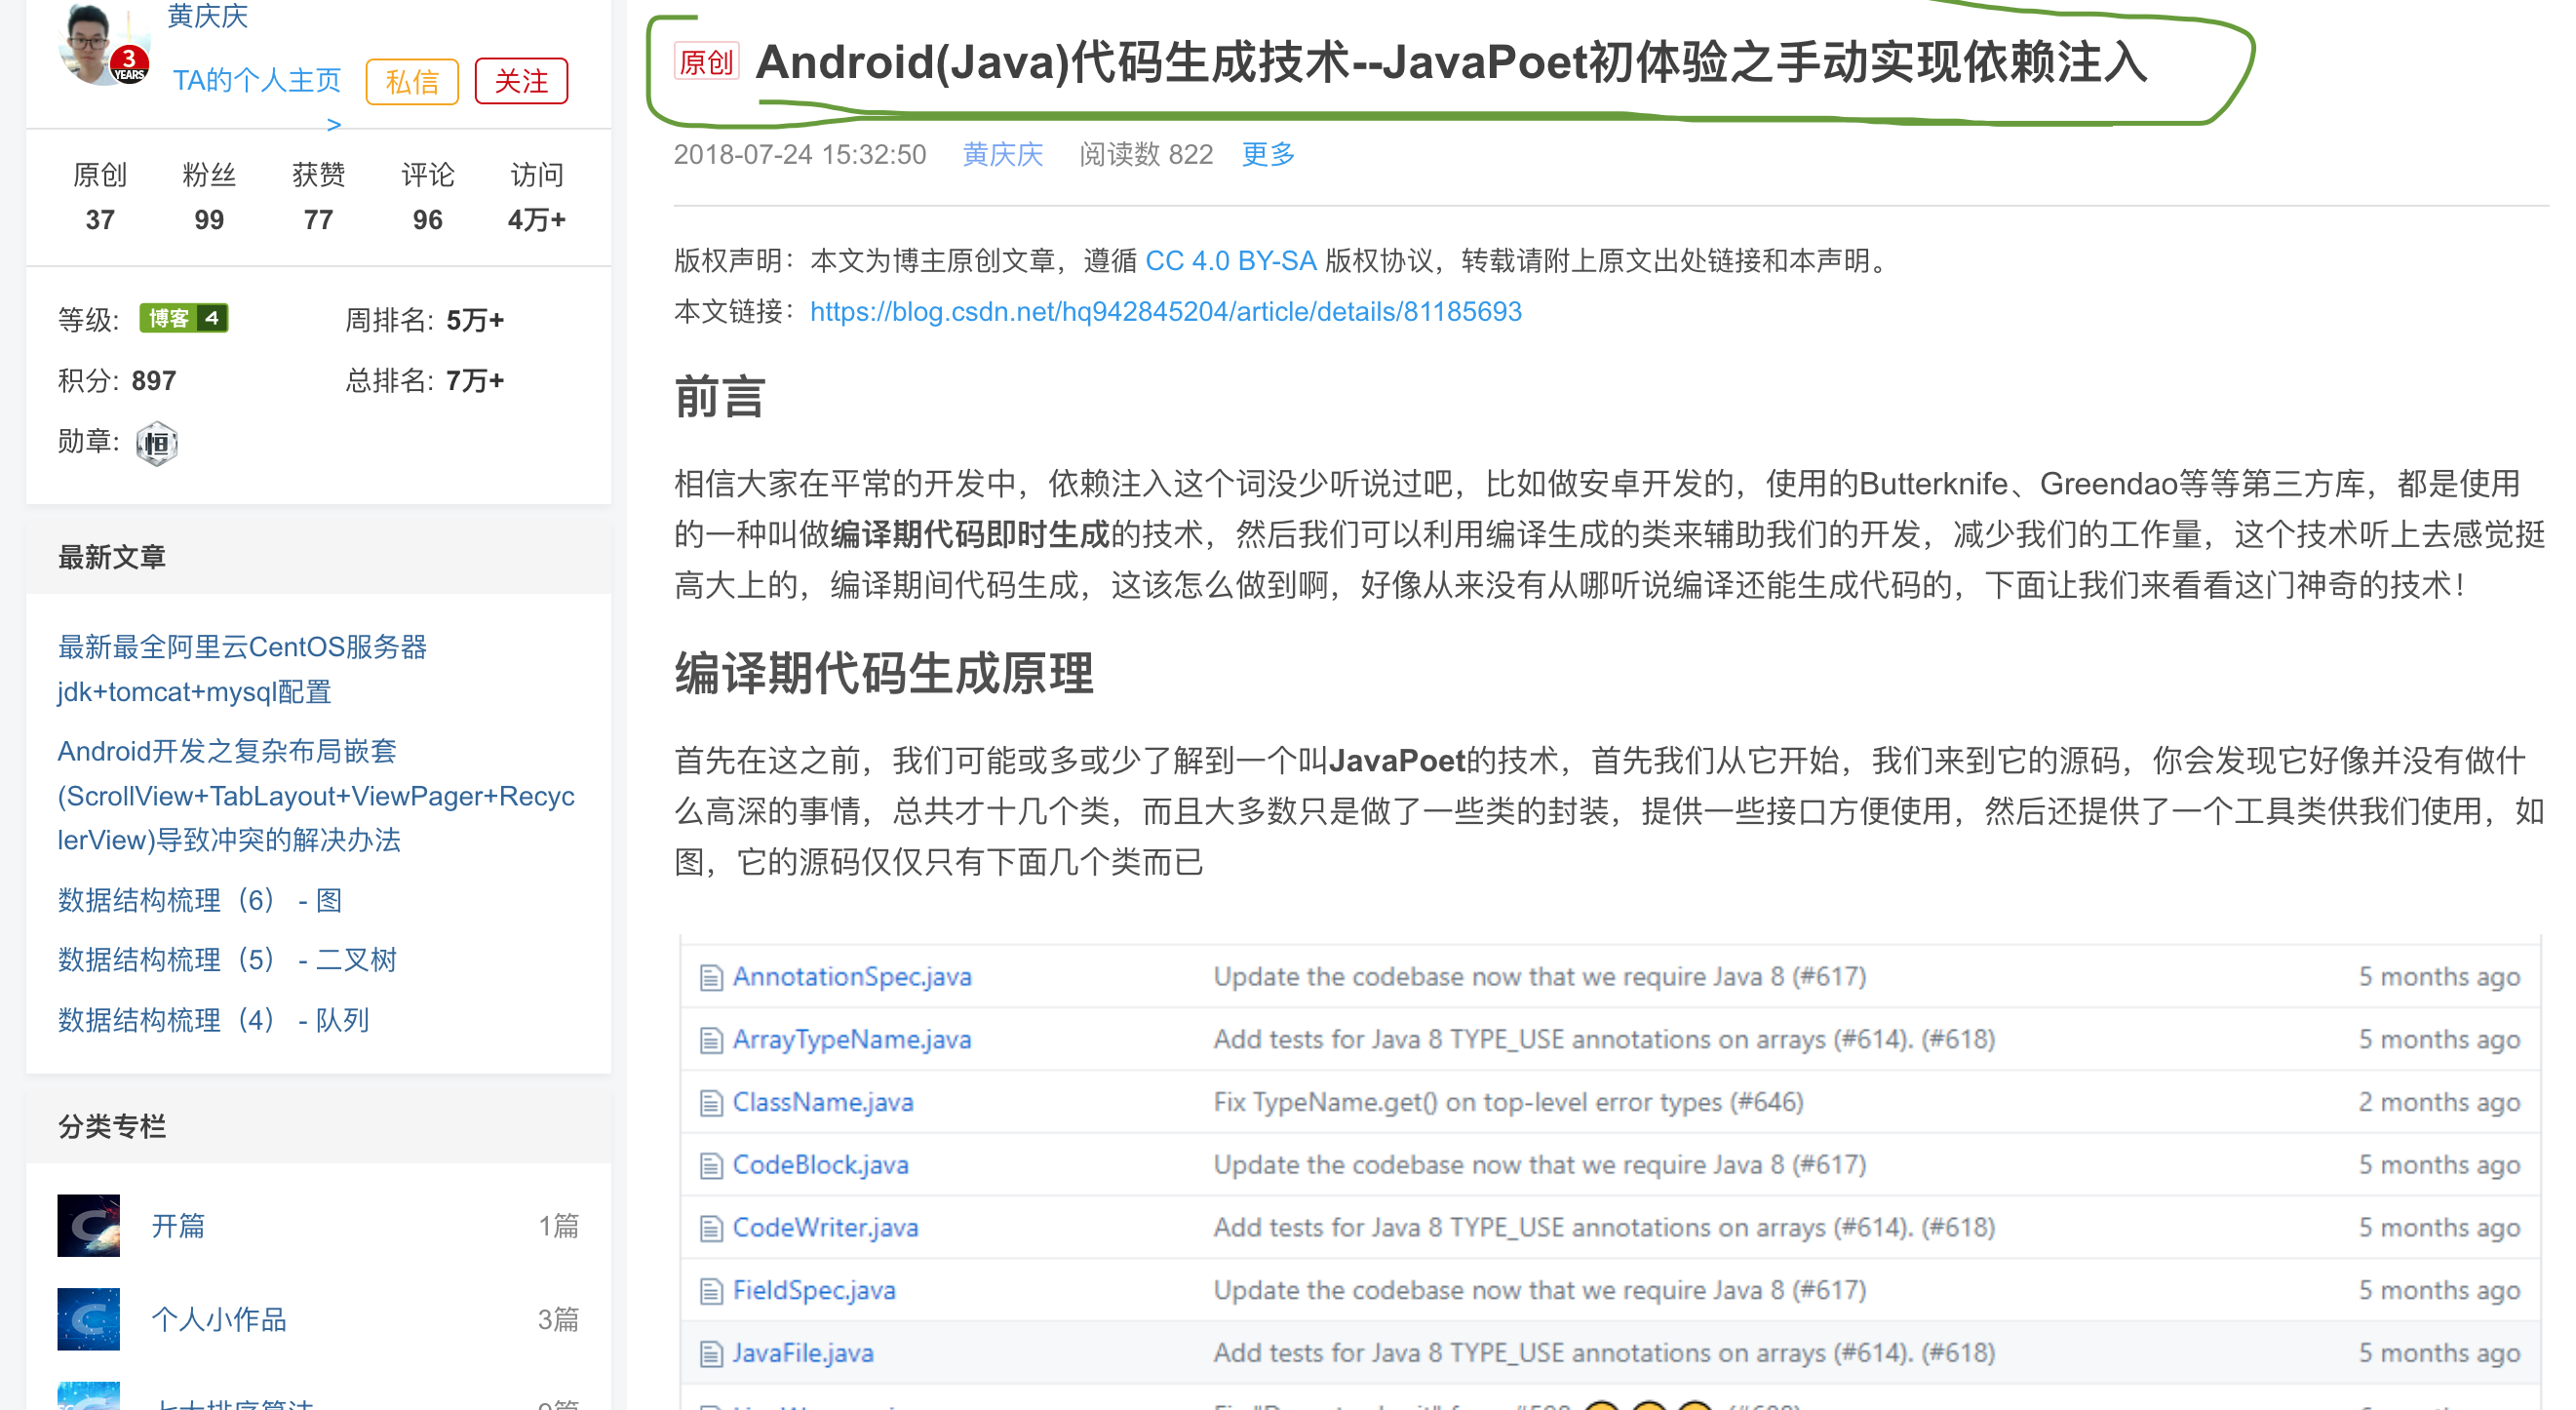 黄庆庆
3
YEARS
TA的个人主页
>
私信
关注
原创 粉丝 获赞 评论 访问
37 99 77 96 4万+
等级: 博客 4 周排名: 5万+
积分: 897 总排名: 7万+
勋章: 恒
最新文章
最新最全阿里云CentOS服务器
jdk+tomcat+mysql配置
Android开发之复杂布局嵌套
(ScrollView+TabLayout+ViewPager+Recyc
lerView)导致冲突的解决办法
数据结构梳理（6） - 图
数据结构梳理（5） - 二叉树
数据结构梳理（4） - 队列
分类专栏
开篇 1篇
个人小作品 3篇
原创 Android(Java)代码生成技术--JavaPoet初体验之手动实现依赖注入
2018-07-24 15:32:50 黄庆庆 阅读数 822 更多
版权声明：本文为博主原创文章，遵循 CC 4.0 BY-SA 版权协议，转载请附上原文出处链接和本声明。
本文链接：https://blog.csdn.net/hq942845204/article/details/81185693
前言
相信大家在平常的开发中，依赖注入这个词没少听说过吧，比如做安卓开发的，使用的Butterknife、Greendao等等第三方库，都是使用
的一种叫做编译期代码即时生成的技术，然后我们可以利用编译生成的类来辅助我们的开发，减少我们的工作量，这个技术听上去感觉挺
高大上的，编译期间代码生成，这该怎么做到啊，好像从来没有从哪听说编译还能生成代码的，下面让我们来看看这门神奇的技术！
编译期代码生成原理
首先在这之前，我们可能或多或少了解到一个叫JavaPoet的技术，首先我们从它开始，我们来到它的源码，你会发现它好像并没有做什
么高深的事情，总共才十几个类，而且大多数只是做了一些类的封装，提供一些接口方便使用，然后还提供了一个工具类供我们使用，如
图，它的源码仅仅只有下面几个类而已
AnnotationSpec.java Update the codebase now that we require Java 8 (#617) 5 months ago
ArrayTypeName.java Add tests for Java 8 TYPE_USE annotations on arrays (#614). (#618) 5 months ago
ClassName.java Fix TypeName.get() on top-level error types (#646) 2 months ago
CodeBlock.java Update the codebase now that we require Java 8 (#617) 5 months ago
CodeWriter.java Add tests for Java 8 TYPE_USE annotations on arrays (#614). (#618) 5 months ago
FieldSpec.java Update the codebase now that we require Java 8 (#617) 5 months ago
JavaFile.java Add tests for Java 8 TYPE_USE annotations on arrays (#614). (#618) 5 months ago